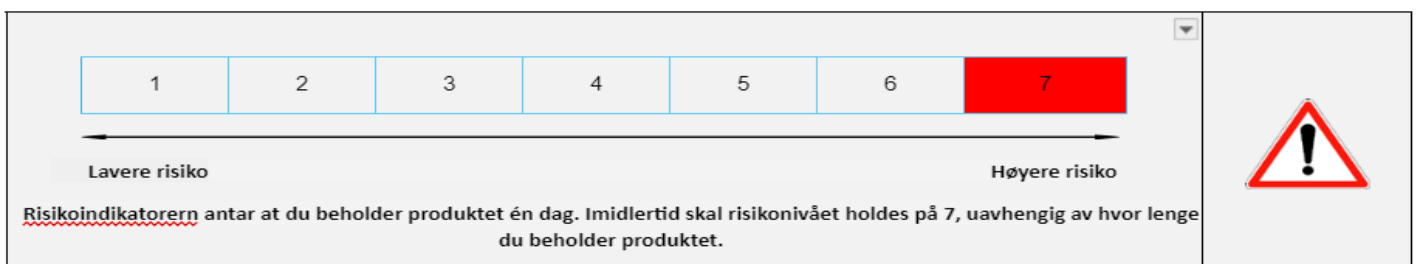 1 2 3 4 5 6 7
Lavere risiko Høyere risiko
Risikoindikatorern antar at du beholder produktet én dag. Imidlertid skal risikonivået holdes på 7, uavhengig av hvor lenge
du beholder produktet.